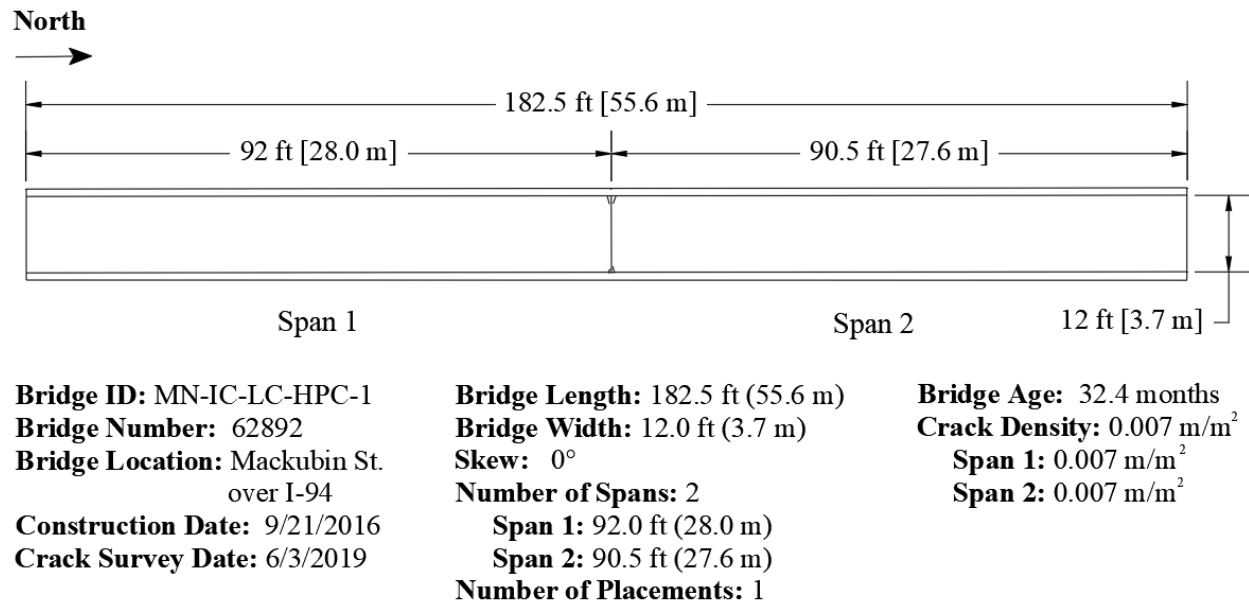 North
182.5 ft [55.6 m]
92 ft [28.0 m]
90.5 ft [27.6 m]
Span 1
Span 2
12 ft [3.7 m]
Bridge ID: MN-IC-LC-HPC-1
Bridge Number: 62892
Bridge Location: Mackubin St.
over I-94
Construction Date: 9/21/2016
Crack Survey Date: 6/3/2019
Bridge Length: 182.5 ft (55.6 m)
Bridge Width: 12.0 ft (3.7 m)
Skew: 0°
Number of Spans: 2
Span 1: 92.0 ft (28.0 m)
Span 2: 90.5 ft (27.6 m)
Number of Placements: 1
Bridge Age: 32.4 months
Crack Density: 0.007 m/m²
Span 1: 0.007 m/m²
Span 2: 0.007 m/m²